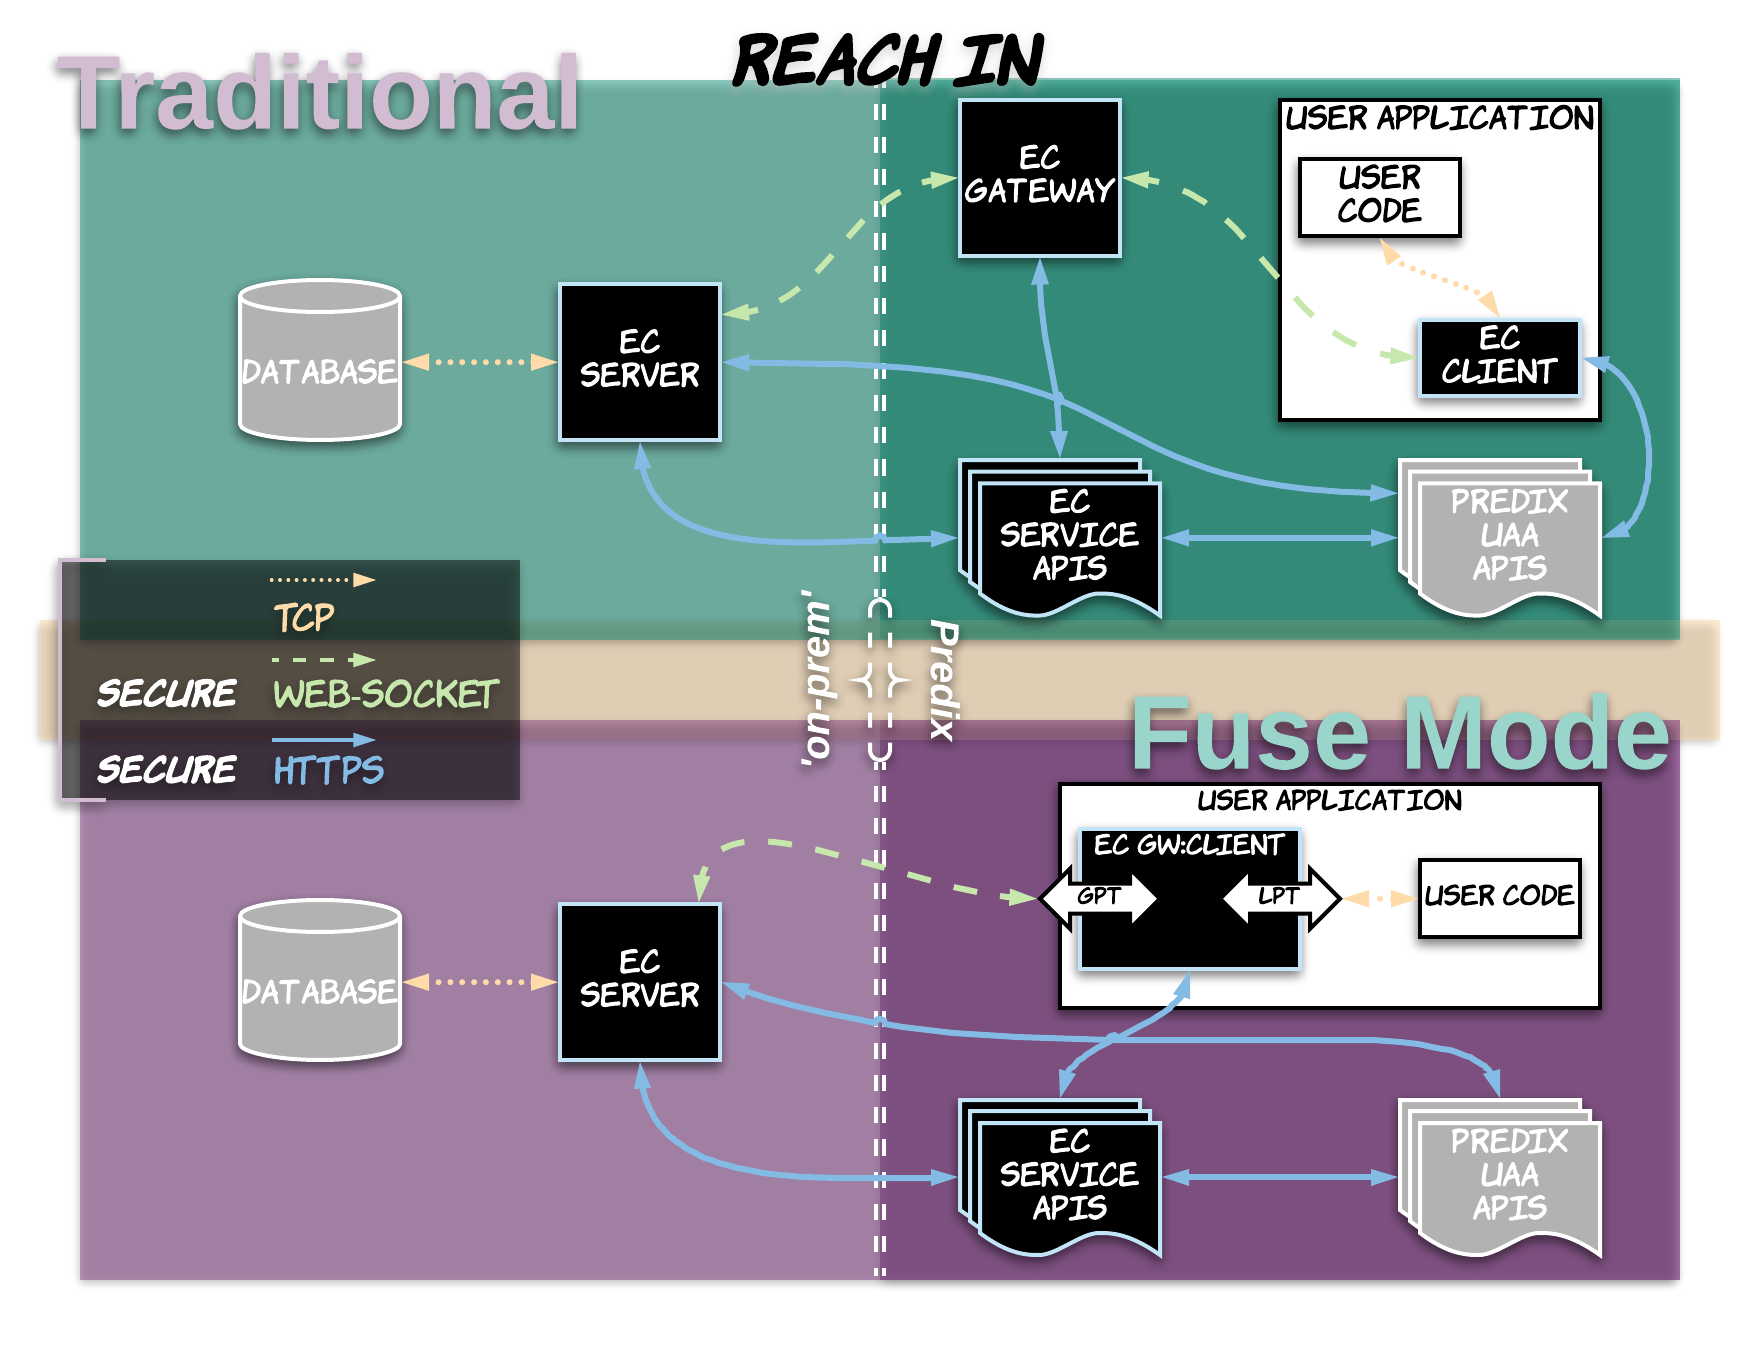 REACH IN
Traditional
EC
GATEWAY
USER APPLICATION
USER
CODE
EC
CLIENT
DATABASE
EC
SERVER
EC
SERVICE
APIS
PREDIX
UAA
APIS
TCP
SECURE WEB-SOCKET
SECURE HTTPS
'on-prem'
Predix
Fuse Mode
USER APPLICATION
EC GW:CLIENT
GPT
LPT
USER CODE
DATABASE
EC
SERVER
EC
SERVICE
APIS
PREDIX
UAA
APIS